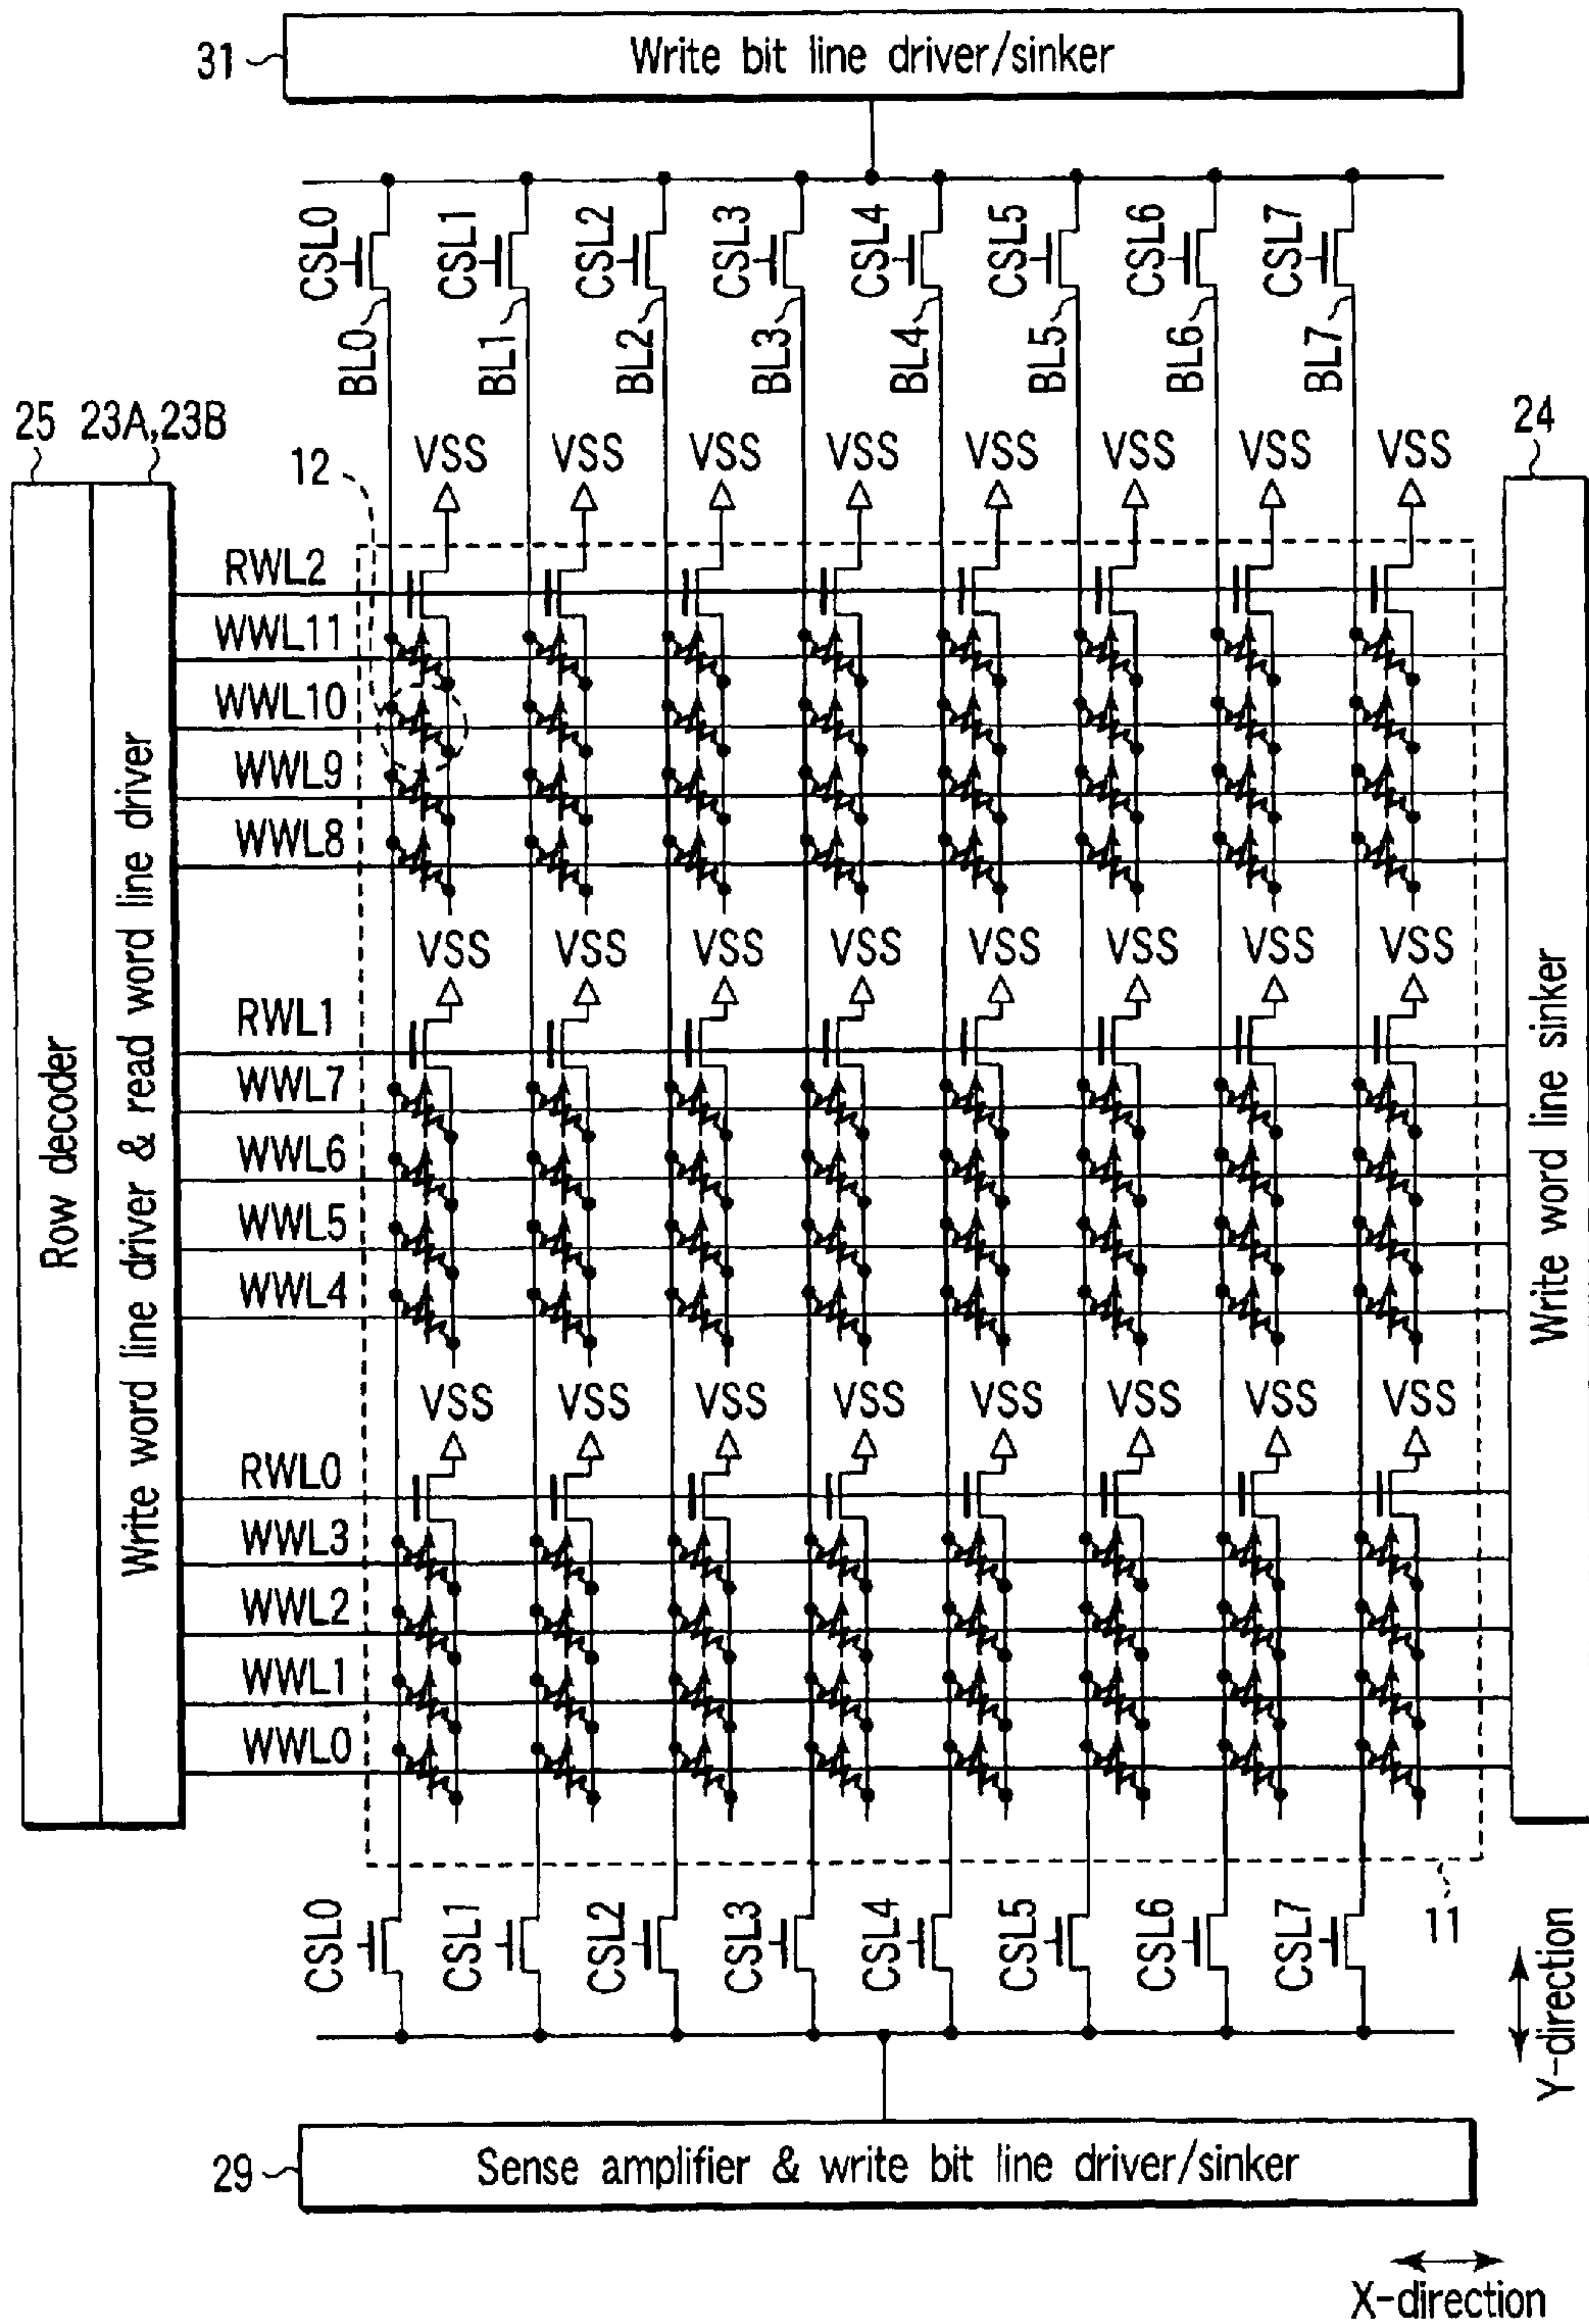 31
Write bit line driver/sinker
CSL0
CSL1
CSL2
CSL3
CSL4
CSL5
CSL6
CSL7
BL0
BL1
BL2
BL3
BL4
BL5
BL6
BL7
25
23A,23B
12
VSS
VSS
VSS
VSS
VSS
VSS
VSS
VSS
24
Row decoder
Write word line driver & read word line driver
RWL2
WWL11
WWL10
WWL9
WWL8
VSS
VSS
VSS
VSS
VSS
VSS
VSS
VSS
RWL1
WWL7
WWL6
WWL5
WWL4
VSS
VSS
VSS
VSS
VSS
VSS
VSS
VSS
RWL0
WWL3
WWL2
WWL1
WWL0
Write word line sinker
CSL0
CSL1
CSL2
CSL3
CSL4
CSL5
CSL6
CSL7
11
Y-direction
29
Sense amplifier & write bit line driver/sinker
X-direction